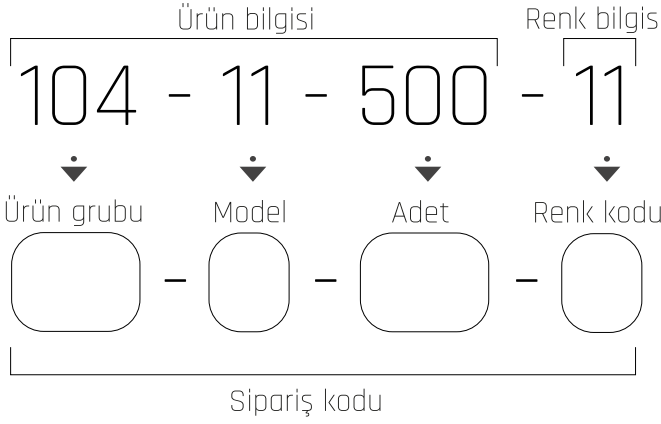 Ürün bilgisi Renk bilgis
104 - 11 - 500 - 11
Ürün grubu Model Adet Renk kodu
- - -
Sipariş kodu